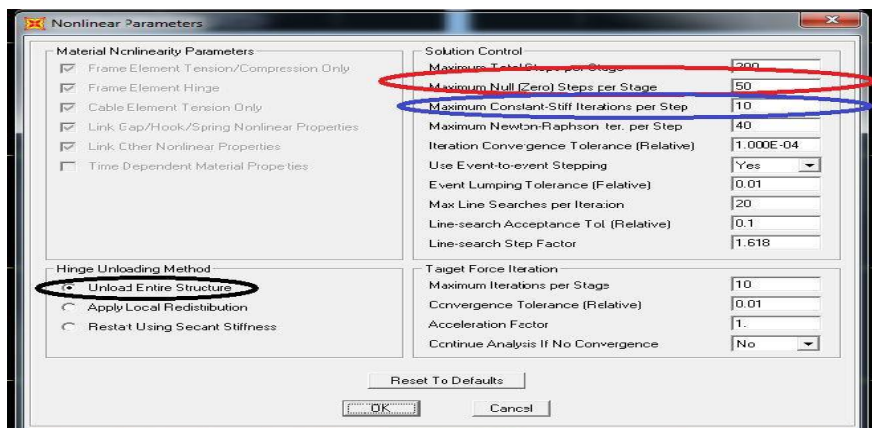 Nonlinear Parameters
Material Nonlinearity Parameters
Frame Element Tension/Compression Only
Frame Element Hinge
Cable Element Tension Only
Link Gap/Hook/Spring Nonlinear Properties
Link Other Nonlinear Properties
Time Dependent Material Properties
Hinge Unloading Method
Unload Entire Structure
Apply Local Redistribution
Restart Using Secant Stiffness
Solution Control
Maximum Total Steps per Stage 200
Maximum Null (Zero) Steps per Stage 50
Maximum Constant-Stiff Iterations per Step 10
Maximum Newton-Raphson Iter. per Step 40
Iteration Convergence Tolerance (Relative) 1.000E-04
Use Event-to-event Stepping Yes
Event Lumping Tolerance (Relative) 0.01
Max Line Searches per Iteration 20
Line-search Acceptance Tol. (Relative) 0.1
Line-search Step Factor 1.618
Target Force Iteration
Maximum Iterations per Stage 10
Convergence Tolerance (Relative) 0.01
Acceleration Factor 1.
Continue Analysis If No Convergence No
Reset To Defaults
OK Cancel